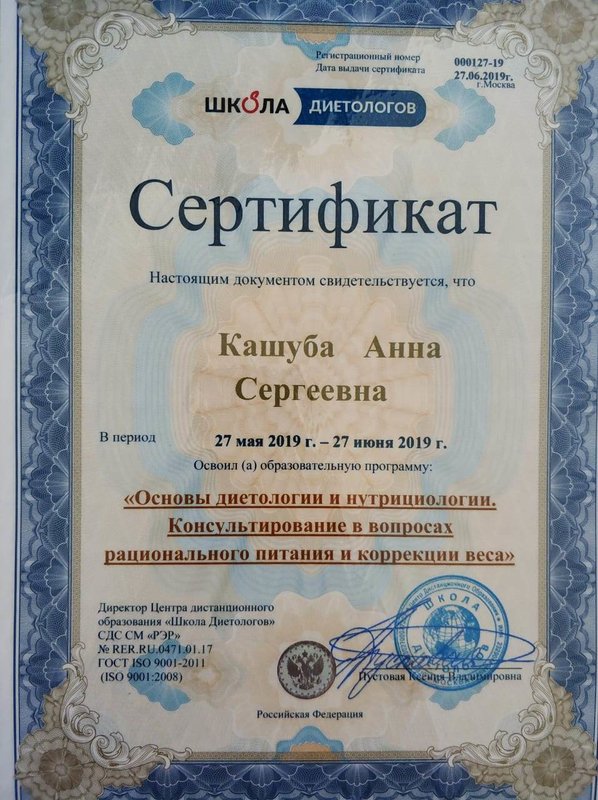 Регистрационный номер 000127-19
Дата выдачи сертификата 27.06.2019г.
г.Москва
ШКОЛА ДИЕТОЛОГОВ
Сертификат
Настоящим документом свидетельствуется, что
Кашуба Анна
Сергеевна
В период 27 мая 2019 г. – 27 июня 2019 г.
Освоил (а) образовательную программу:
«Основы диетологии и нутрициологии.
Консультирование в вопросах
рационального питания и коррекции веса»
Директор Центра дистанционного
образования «Школа Диетологов»
СДС СМ «РЭР»
№ RER.RU.0471.01.17
ГОСТ ISO 9001-2011
(ISO 9001:2008)
Пустовая Ксения Владимировна
Российская Федерация
ШКОЛА